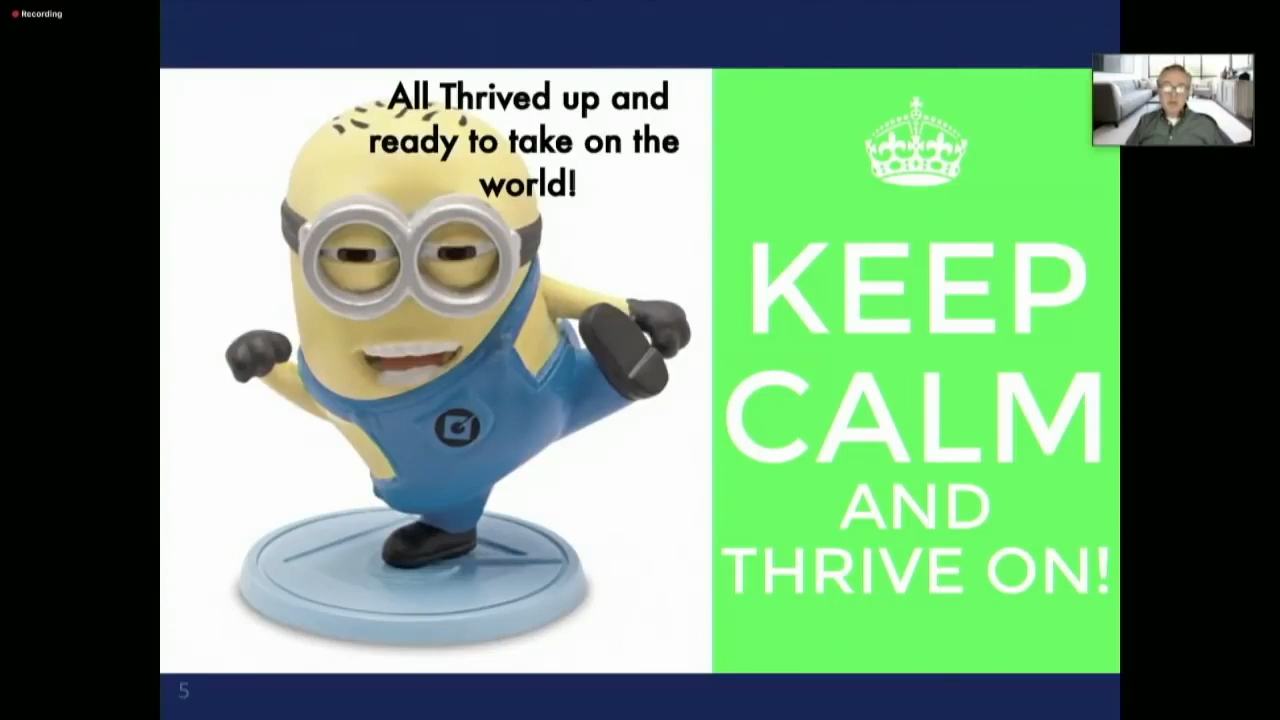 Recording
All Thrived up and
ready to take on the
world!
KEEP
CALM
AND
THRIVE ON!
5